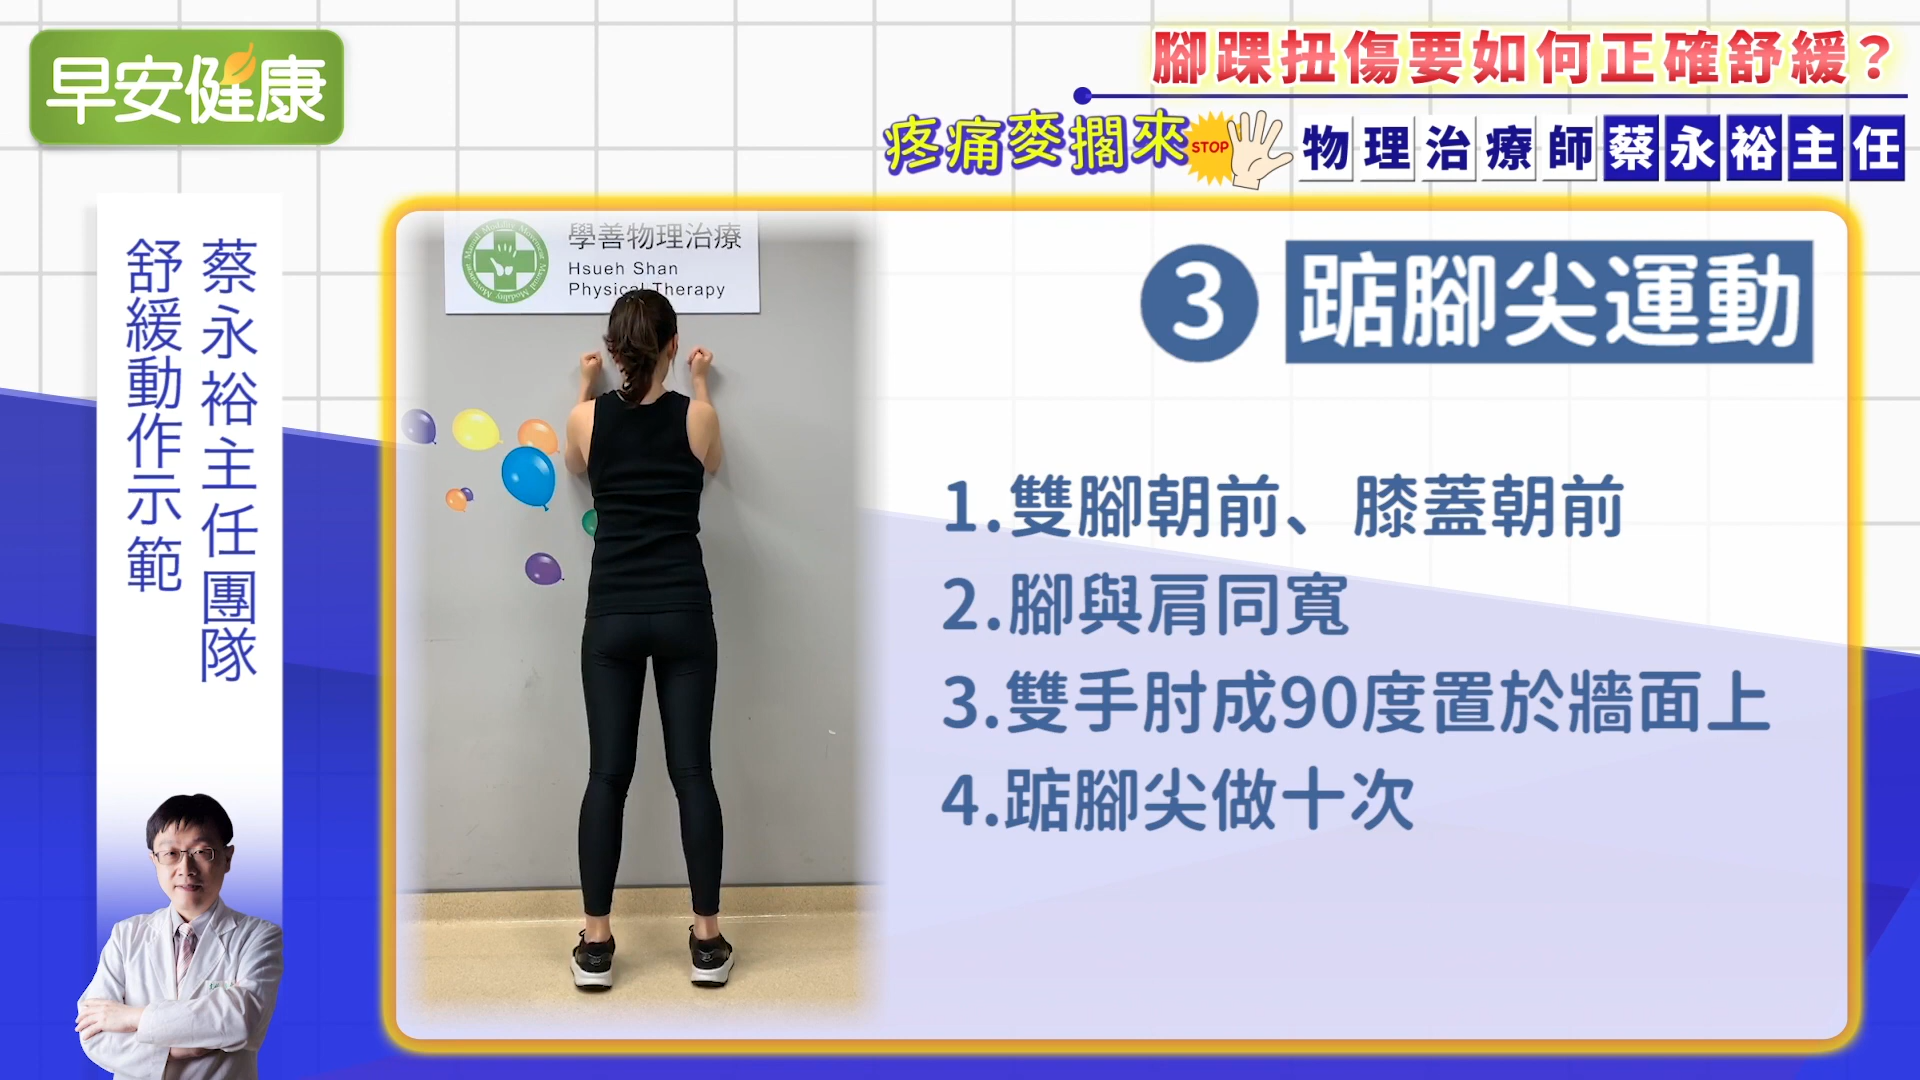 早安健康
腳踝扭傷要如何正確舒緩?
疼痛麥擱來 STOP 物理治療師蔡永裕主任
蔡永裕主任團隊
舒緩動作示範
學善物理治療
Hsueh Shan
Physical Therapy
3 踮腳尖運動
1.雙腳朝前、膝蓋朝前
2.腳與肩同寬
3.雙手肘成90度置於牆面上
4.踮腳尖做十次